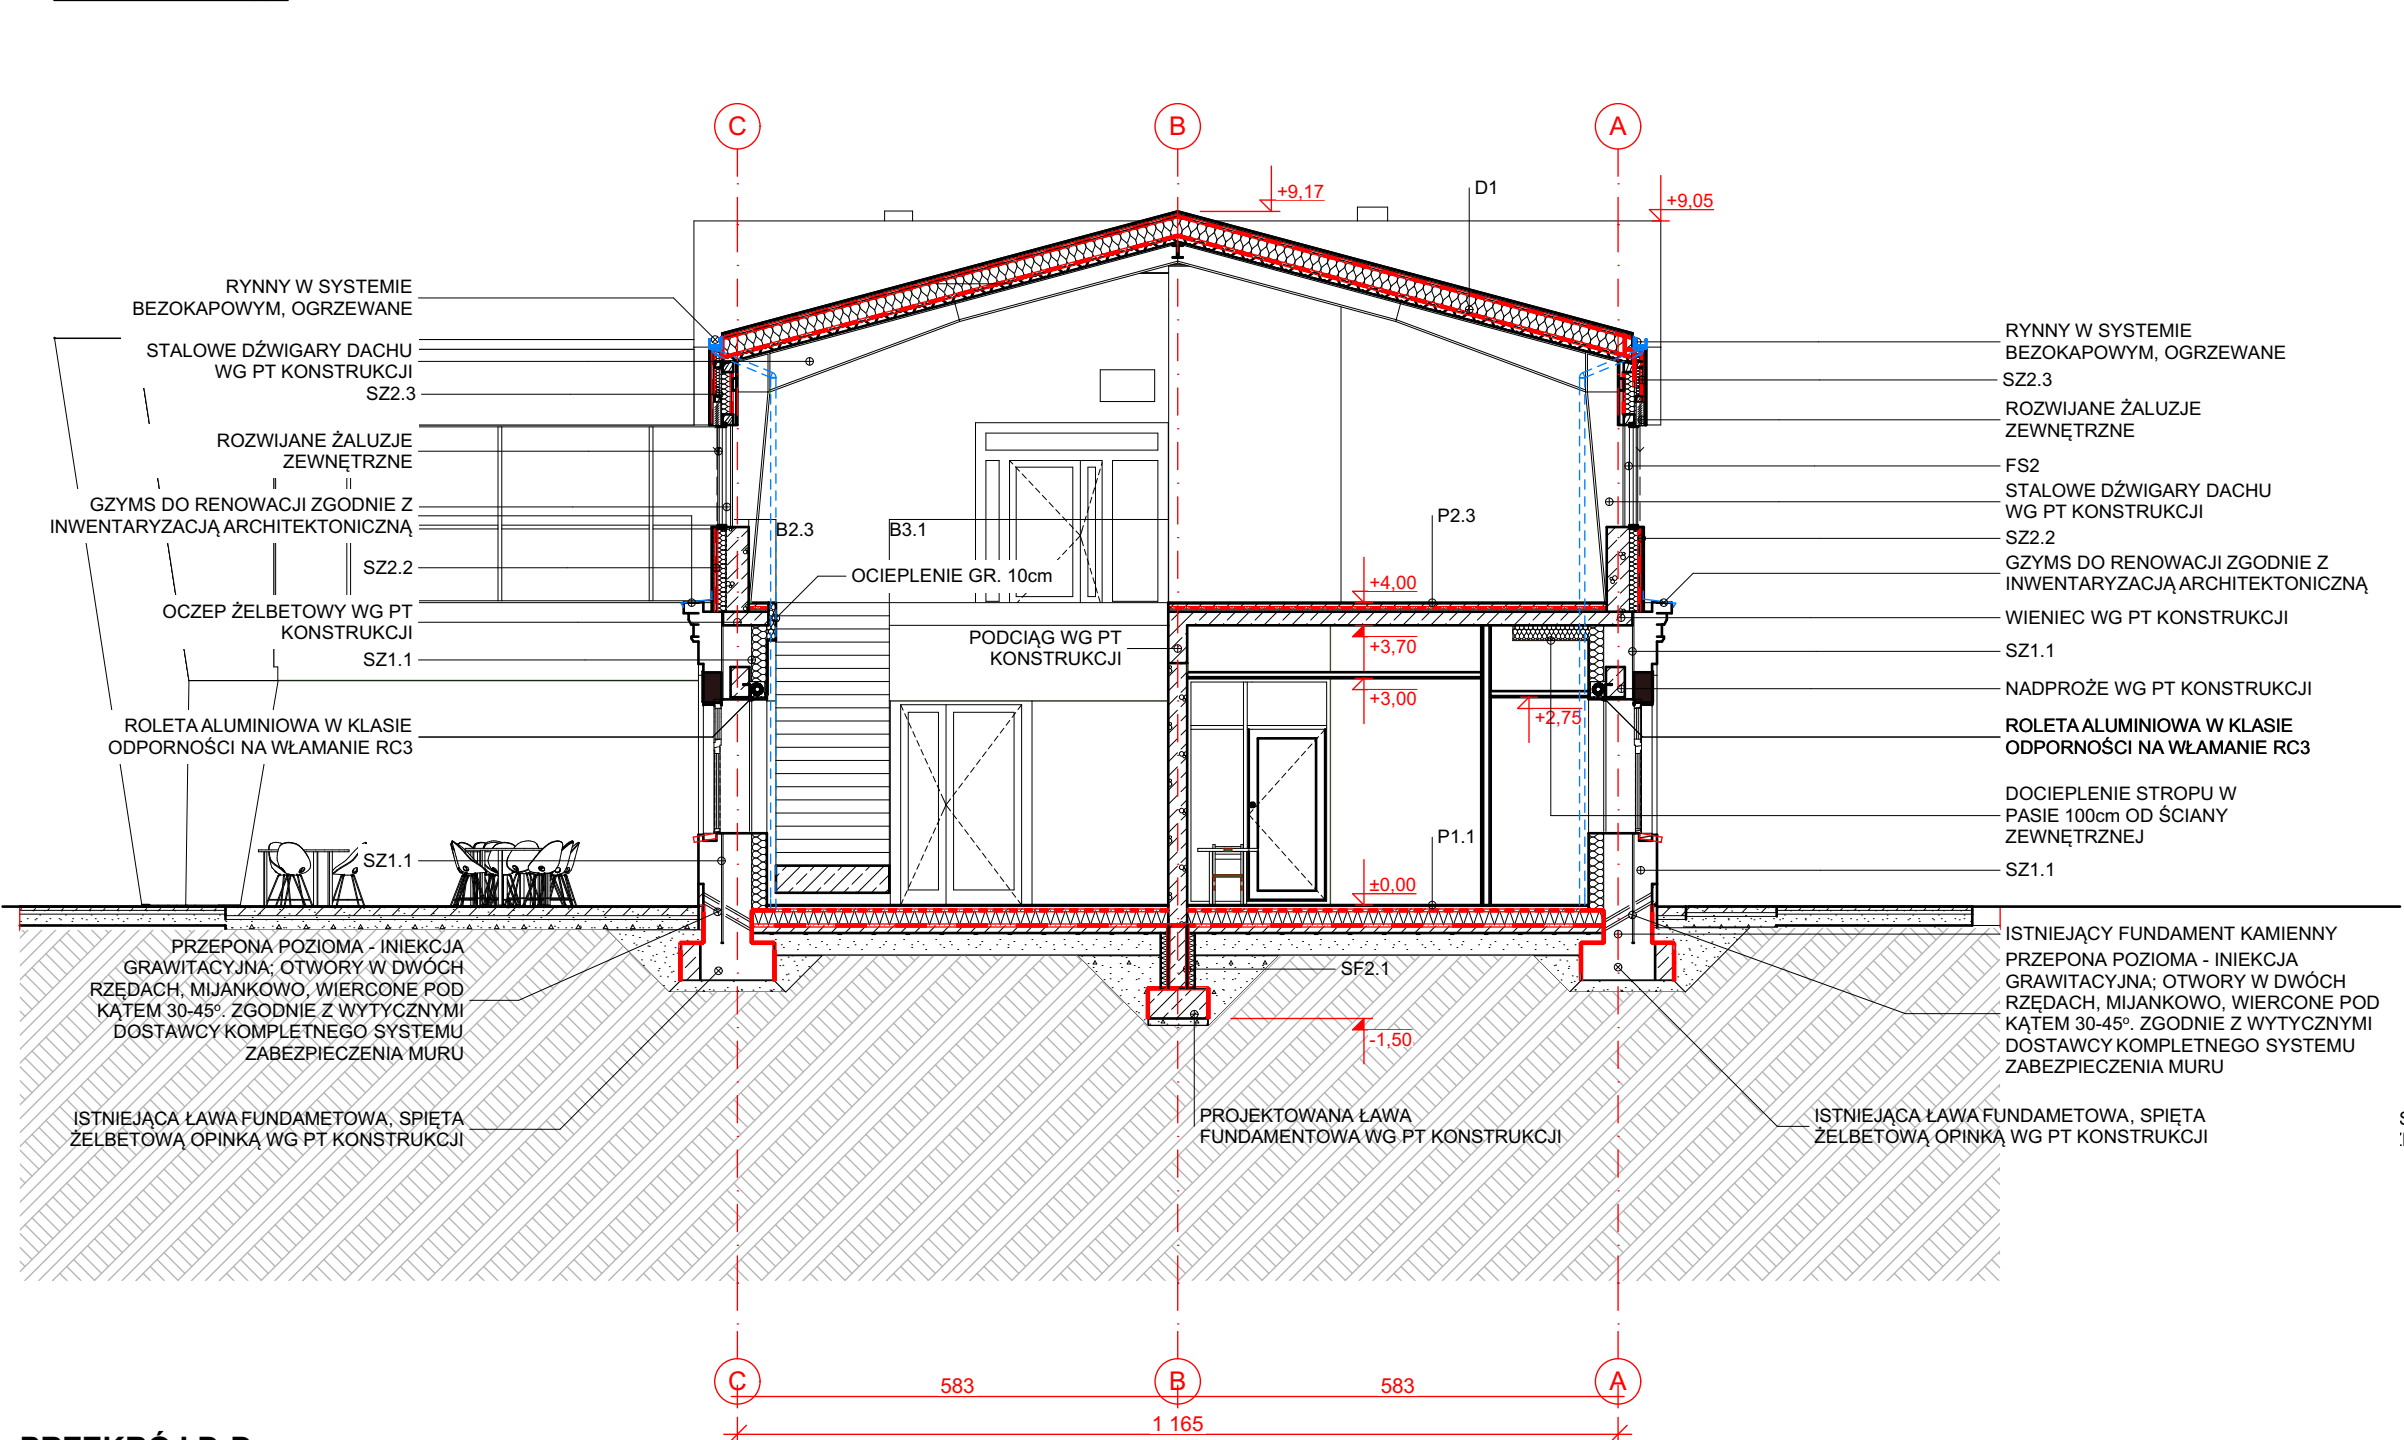 C
B
A
+9,17
D1
+9,05
RYNNY W SYSTEMIE
BEZOKAPOWYM, OGRZEWANE
STALOWE DŹWIGARY DACHU
WG PT KONSTRUKCJI
SZ2.3
ROZWIJANE ŻALUZJE
ZEWNĘTRZNE
GZYMS DO RENOWACJI ZGODNIE Z
INWENTARYZACJĄ ARCHITEKTONICZNĄ
SZ2.2
OCZEP ŻELBETOWY WG PT
KONSTRUKCJI
SZ1.1
ROLETA ALUMINIOWA W KLASIE
ODPORNOŚCI NA WŁAMANIE RC3
SZ1.1
PRZEPONA POZIOMA - INIEKCJA
GRAWITACYJNA; OTWORY W DWÓCH
RZĘDACH, MIJANKOWO, WIERCONE POD
KĄTEM 30-45º. ZGODNIE Z WYTYCZNYMI
DOSTAWCY KOMPLETNEGO SYSTEMU
ZABEZPIECZENIA MURU
ISTNIEJĄCA ŁAWA FUNDAMETOWA, SPIĘTA
ŻELBETOWĄ OPINKĄ WG PT KONSTRUKCJI
B2.3
B3.1
OCIEPLENIE GR. 10cm
PODCIĄG WG PT
KONSTRUKCJI
P2.3
+4,00
+3,70
+3,00
+2,75
P1.1
±0,00
SF2.1
-1,50
PROJEKTOWANA ŁAWA
FUNDAMENTOWA WG PT KONSTRUKCJI
RYNNY W SYSTEMIE
BEZOKAPOWYM, OGRZEWANE
SZ2.3
ROZWIJANE ŻALUZJE
ZEWNĘTRZNE
FS2
STALOWE DŹWIGARY DACHU
WG PT KONSTRUKCJI
SZ2.2
GZYMS DO RENOWACJI ZGODNIE Z
INWENTARYZACJĄ ARCHITEKTONICZNĄ
WIENIEC WG PT KONSTRUKCJI
SZ1.1
NADPROŻE WG PT KONSTRUKCJI
ROLETA ALUMINIOWA W KLASIE
ODPORNOŚCI NA WŁAMANIE RC3
DOCIEPLENIE STROPU W
PASIE 100cm OD ŚCIANY
ZEWNĘTRZNEJ
SZ1.1
ISTNIEJĄCY FUNDAMENT KAMIENNY
PRZEPONA POZIOMA - INIEKCJA
GRAWITACYJNA; OTWORY W DWÓCH
RZĘDACH, MIJANKOWO, WIERCONE POD
KĄTEM 30-45º. ZGODNIE Z WYTYCZNYMI
DOSTAWCY KOMPLETNEGO SYSTEMU
ZABEZPIECZENIA MURU
ISTNIEJĄCA ŁAWA FUNDAMETOWA, SPIĘTA
ŻELBETOWĄ OPINKĄ WG PT KONSTRUKCJI
C
583
B
583
A
1 165